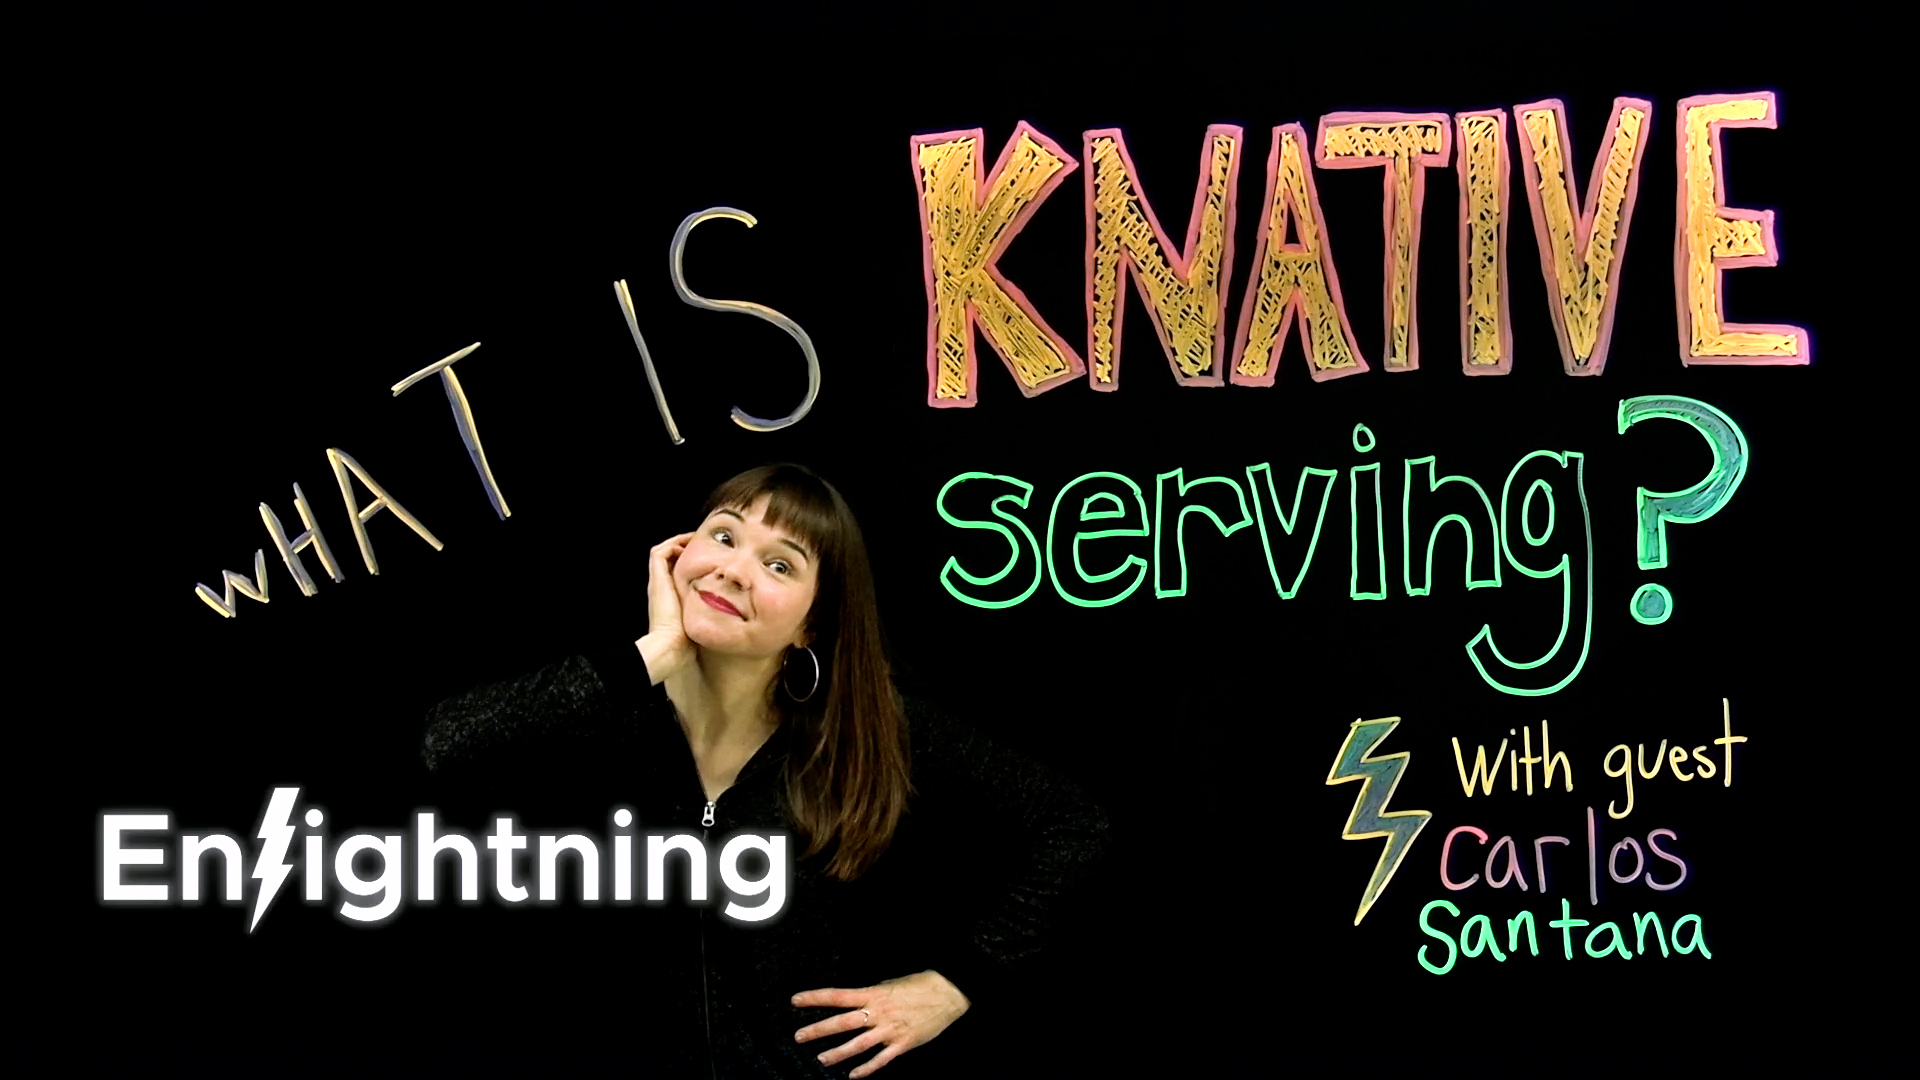 wHAT IS
KNATIVE
serving?
with guest
carlos
santana
Enlightning